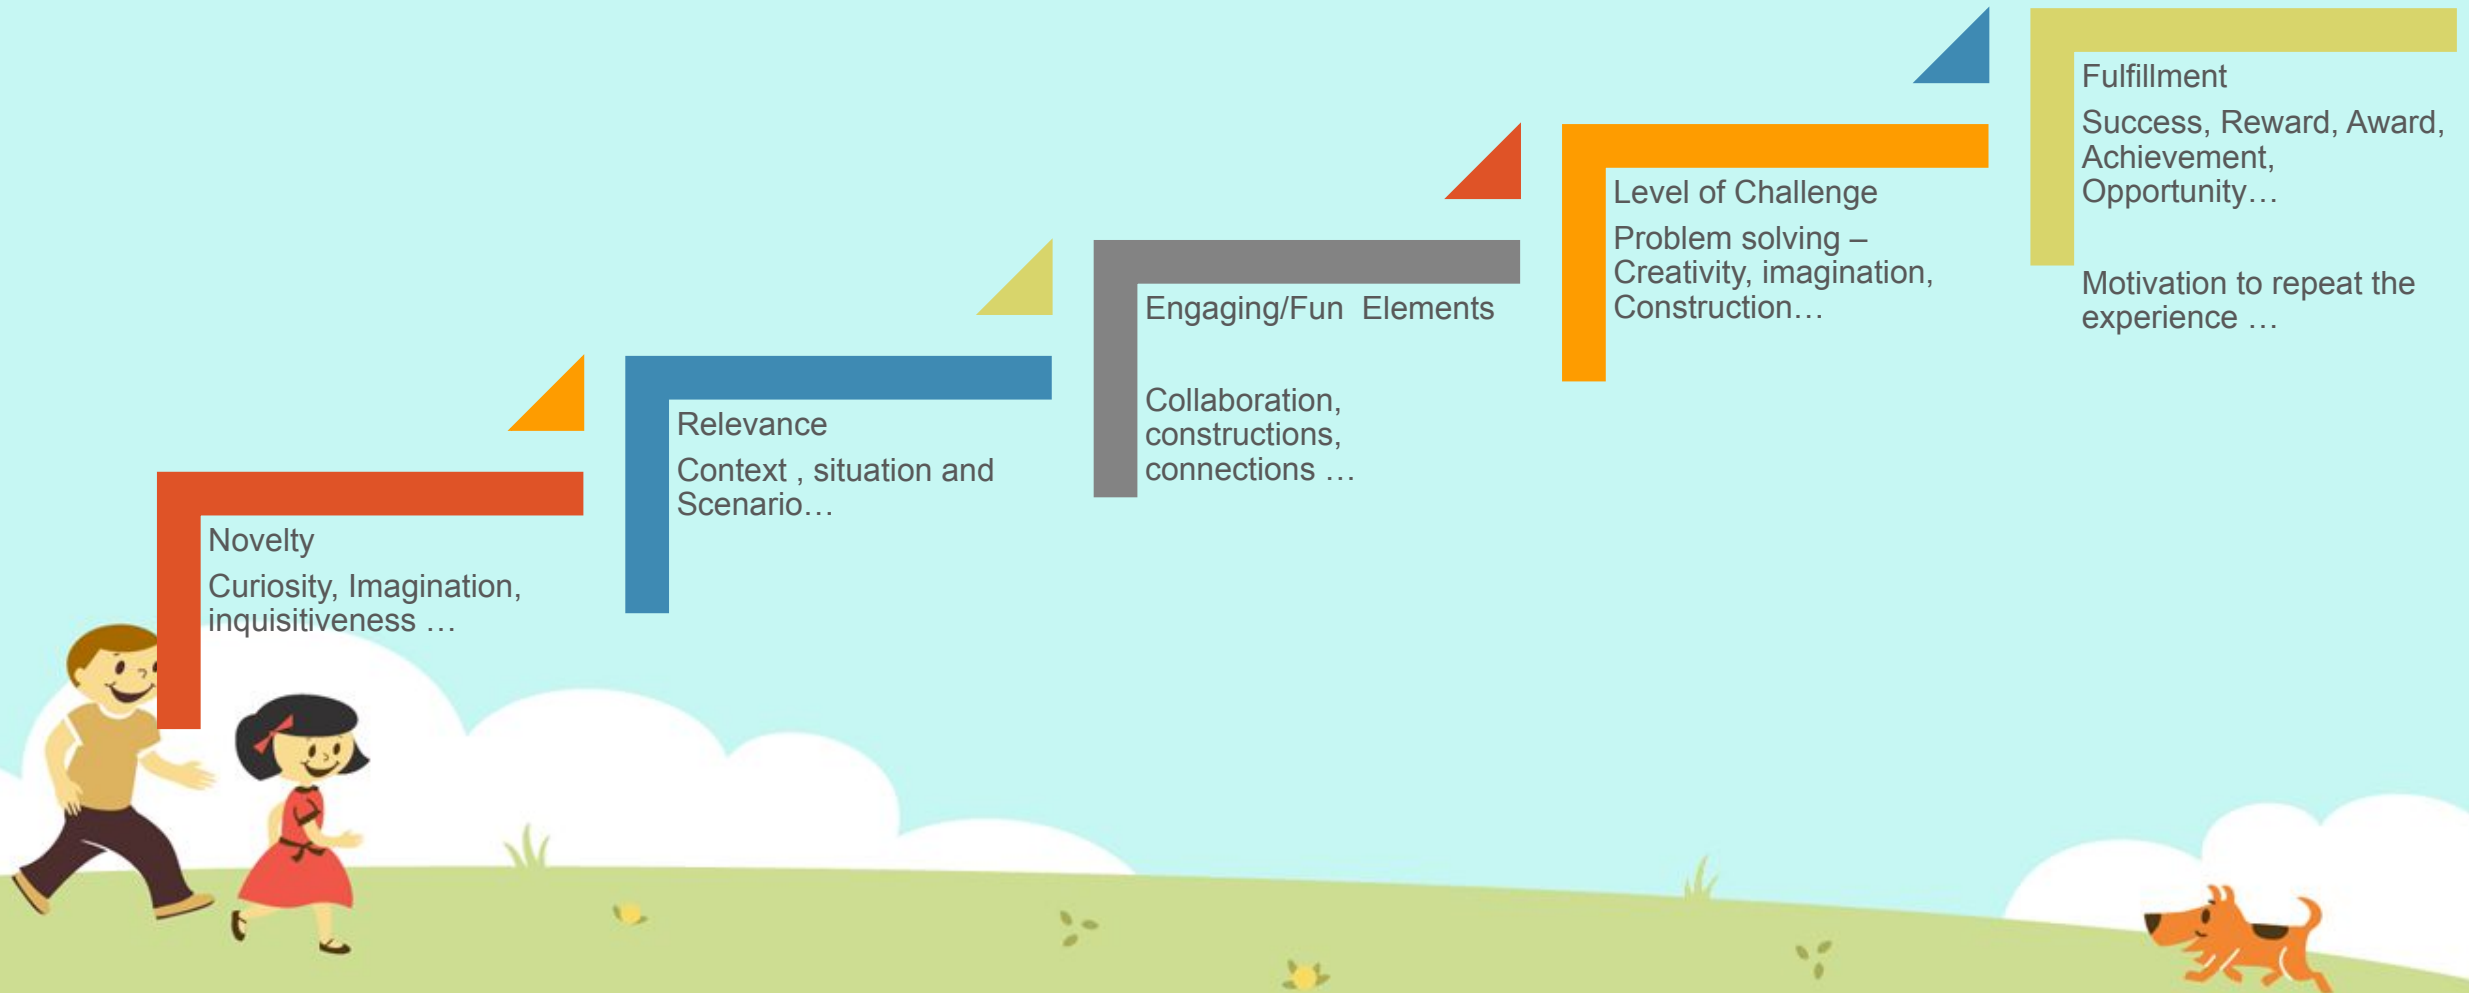 Novelty
Curiosity, Imagination,
inquisitiveness …
Relevance
Context , situation and
Scenario…
Engaging/Fun  Elements
Collaboration,
constructions,
connections …
Level of Challenge
Problem solving –
Creativity, imagination,
Construction…
Fulfillment
Success, Reward, Award,
Achievement,
Opportunity…
Motivation to repeat the
experience …